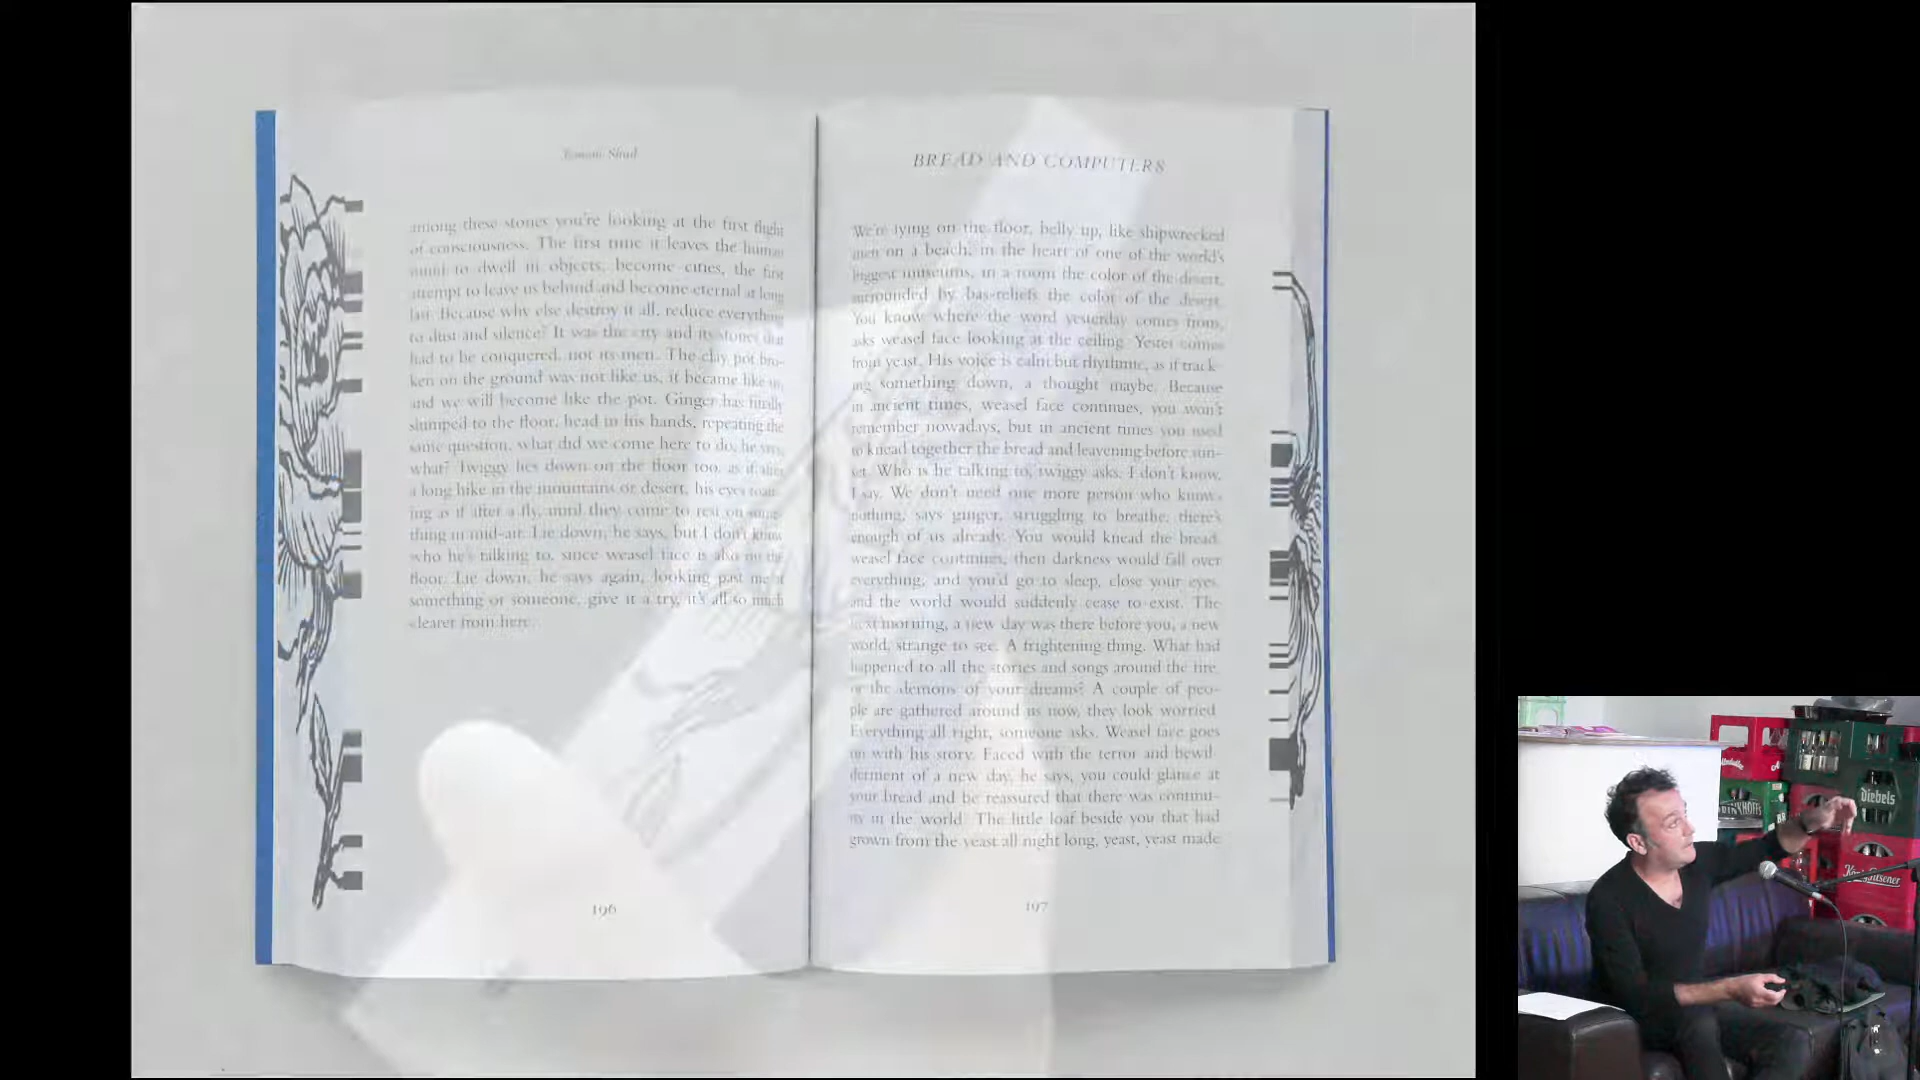 Tamam Shud
among these stones you're looking at the first flight
of consciousness. The first time it leaves the human
mind to dwell in objects, become cities, the first
attempt to leave us behind and become eternal at long
last. Because why else destroy it all, reduce everything
to dust and silence? It was the city and its stones that
had to be conquered, not its men. The clay pot bro-
ken on the ground was not like us, it became like us,
and we will become like the pot. Ginger has finally
slumped to the floor, head in his hands, repeating the
same question, what did we come here to do, he says,
what? Twiggy lies down on the floor too, as if after
a long hike in the mountains or desert, his eyes roam-
ing as if after a fly, until they come to rest on some-
thing in mid-air. Lie down, he says, but I don't know
who he's talking to, since weasel face is also on the
floor. Lie down, he says again, looking past me at
something or someone, give it a try, it's all so much
clearer from here.
196
BREAD AND COMPUTERS
We're lying on the floor, belly up, like shipwrecked
men on a beach, in the heart of one of the world's
biggest museums, in a room the color of the desert,
surrounded by bas-reliefs the color of the desert.
You know where the word yesterday comes from,
asks weasel face looking at the ceiling. Yester comes
from yeast. His voice is calm but rhythmic, as if track-
ing something down, a thought maybe. Because
in ancient times, weasel face continues, you won't
remember nowadays, but in ancient times you used
to knead together the bread and leavening before sun-
set. Who is he talking to, twiggy asks. I don't know,
I say. We don't need one more person who knows
nothing, says ginger, struggling to breathe, there's
enough of us already. You would knead the bread,
weasel face continues, then darkness would fall over
everything, and you'd go to sleep, close your eyes,
and the world would suddenly cease to exist. The
next morning, a new day was there before you, a new
world, strange to see. A frightening thing. What had
happened to all the stories and songs around the fire,
or the demons of your dreams? A couple of peo-
ple are gathered around us now, they look worried.
Everything all right, someone asks. Weasel face goes
on with his story. Faced with the terror and bewil-
derment of a new day, he says, you could glance at
your bread and be reassured that there was continu-
ity in the world. The little loaf beside you that had
grown from the yeast all night long, yeast, yeast made
197
Diebels